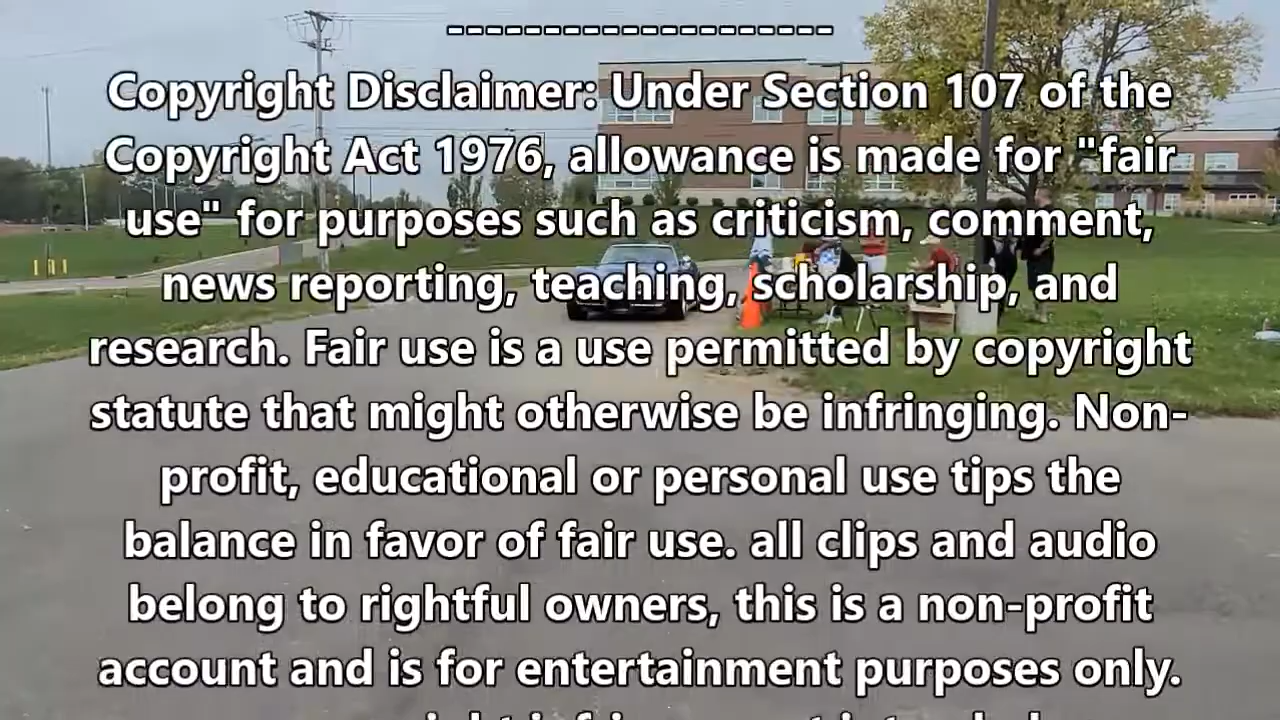 --------------------
Copyright Disclaimer: Under Section 107 of the
Copyright Act 1976, allowance is made for "fair
use" for purposes such as criticism, comment,
news reporting, teaching, scholarship, and
research. Fair use is a use permitted by copyright
statute that might otherwise be infringing. Non-
profit, educational or personal use tips the
balance in favor of fair use. all clips and audio
belong to rightful owners, this is a non-profit
account and is for entertainment purposes only.